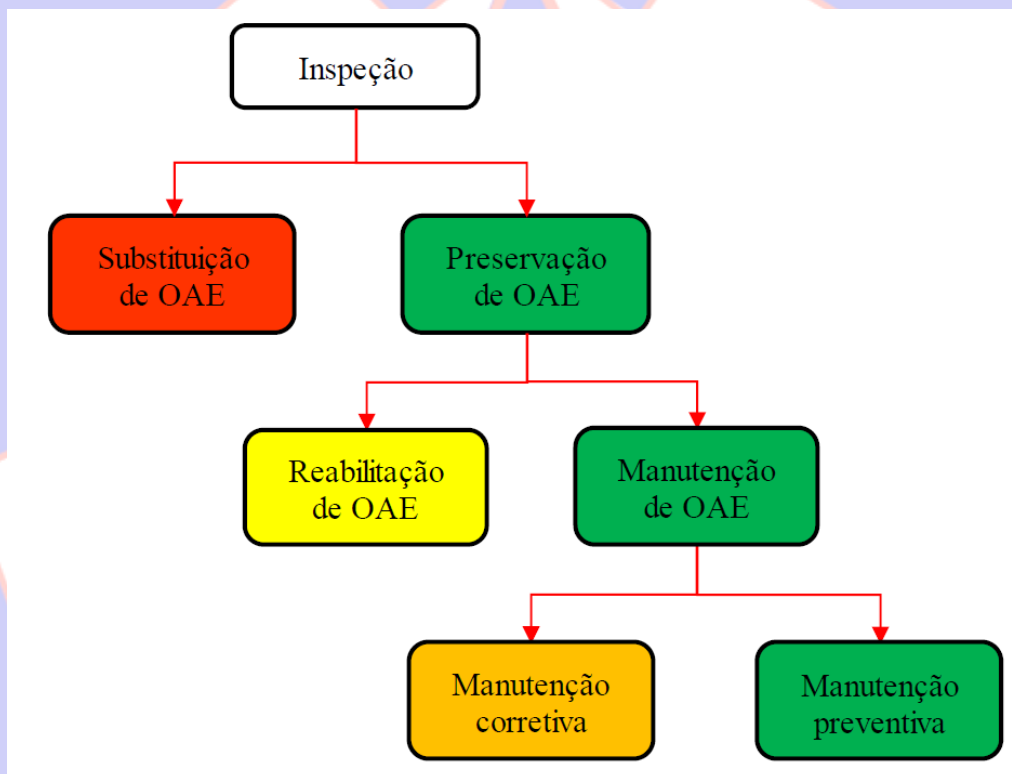 Inspeção
Substituição
de OAE
Preservação
de OAE
Reabilitação
de OAE
Manutenção
de OAE
Manutenção
corretiva
Manutenção
preventiva